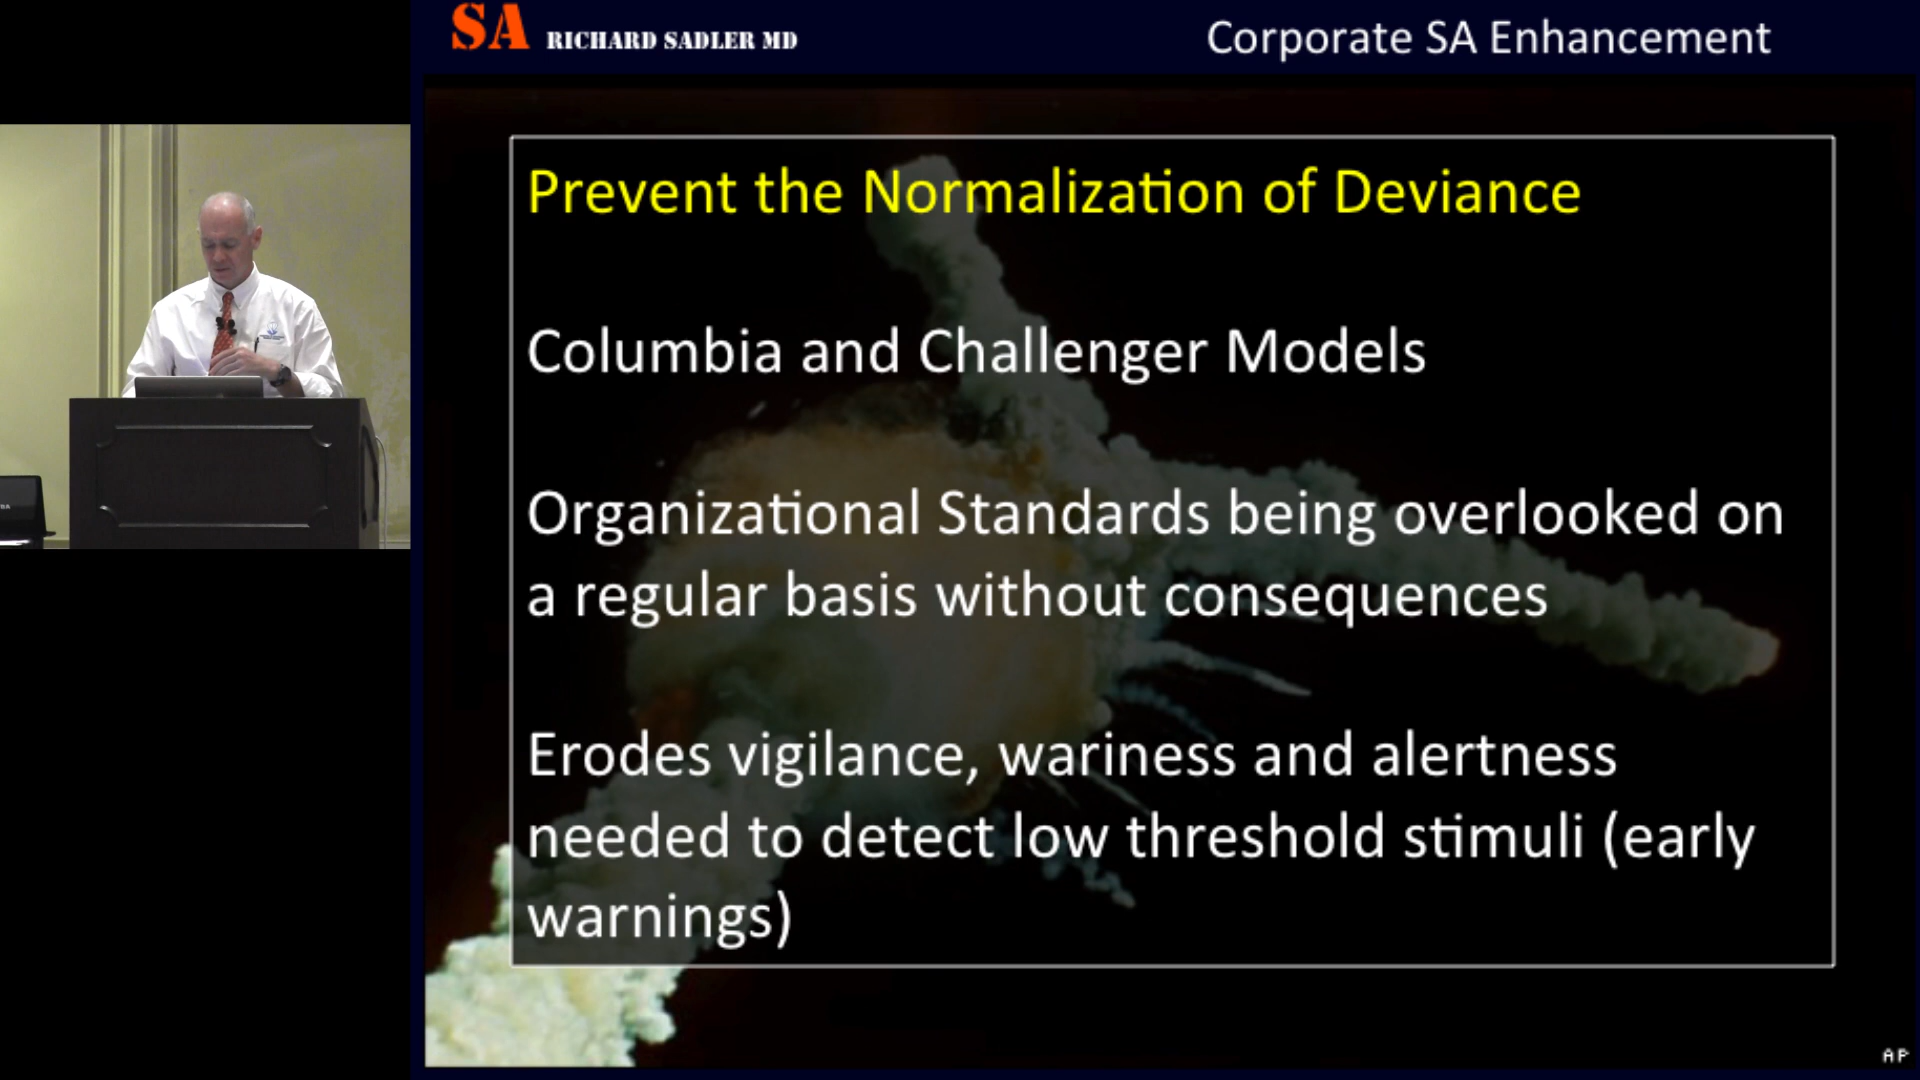 SA RICHARD SADLER MD
Corporate SA Enhancement
Prevent the Normalization of Deviance
Columbia and Challenger Models
Organizational Standards being overlooked on
a regular basis without consequences
Erodes vigilance, wariness and alertness
needed to detect low threshold stimuli (early
warnings)
AP